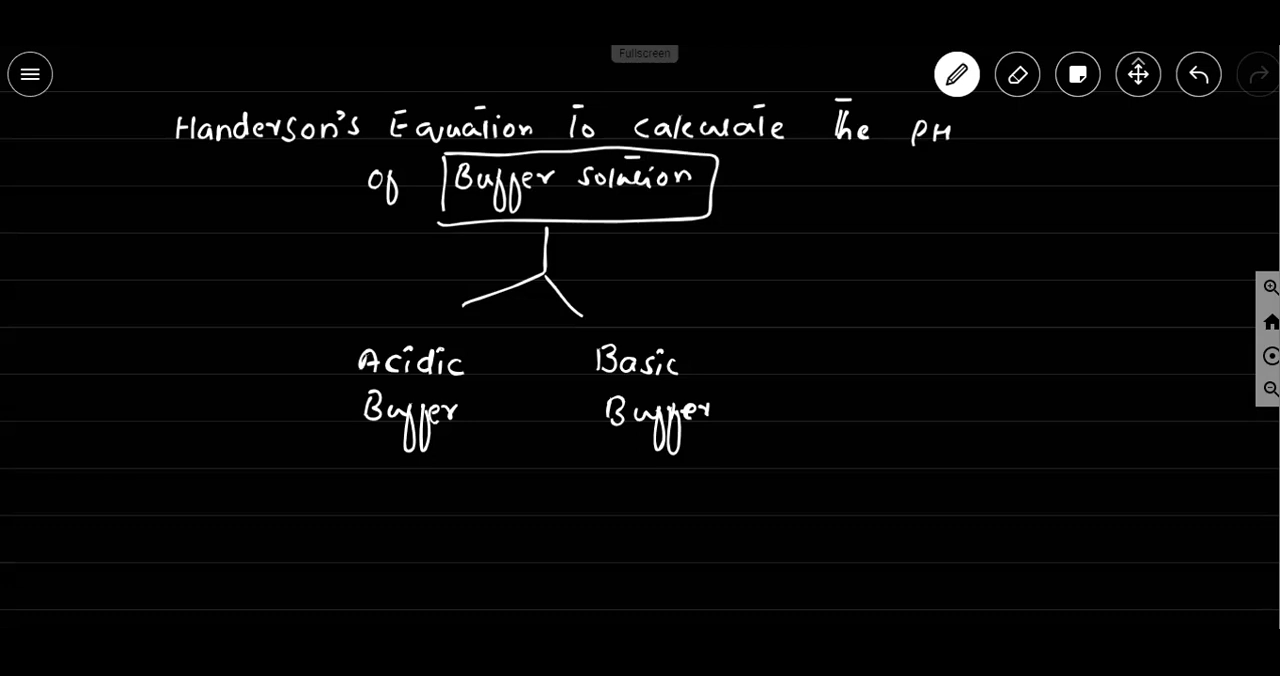 Fullscreen
Handerson's Equation To calculate The PH
of Buffer solution
Acidic Basic
Buffer Buffer